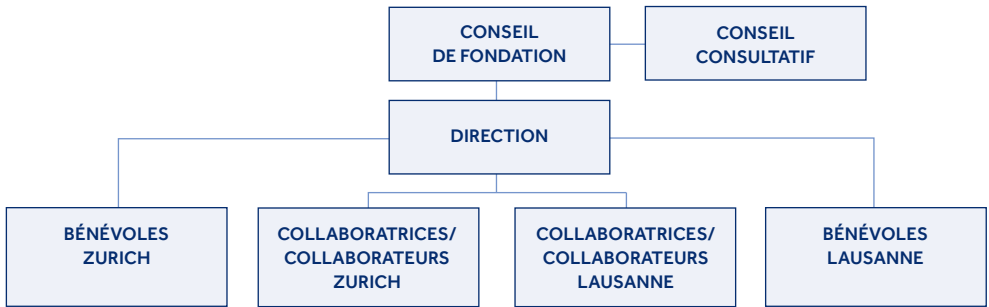 CONSEIL
DE FONDATION
CONSEIL
CONSULTATIF
DIRECTION
BÉNÉVOLES
ZURICH
COLLABORATRICES/
COLLABORATEURS
ZURICH
COLLABORATRICES/
COLLABORATEURS
LAUSANNE
BÉNÉVOLES
LAUSANNE